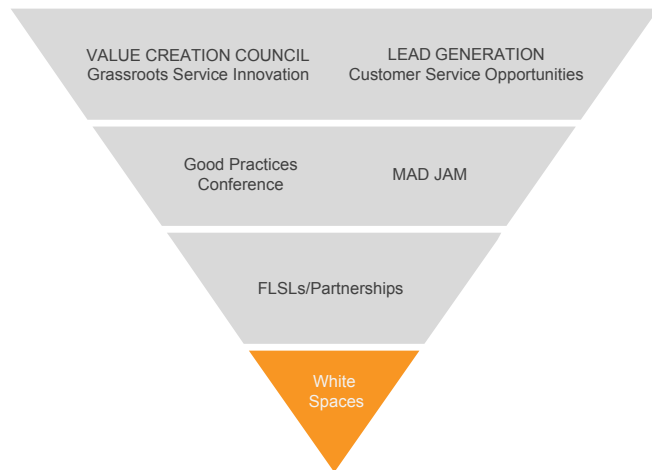 VALUE CREATION COUNCIL
Grassroots Service Innovation
LEAD GENERATION
Customer Service Opportunities
Good Practices
Conference
MAD JAM
FLSLs/Partnerships
White
Spaces